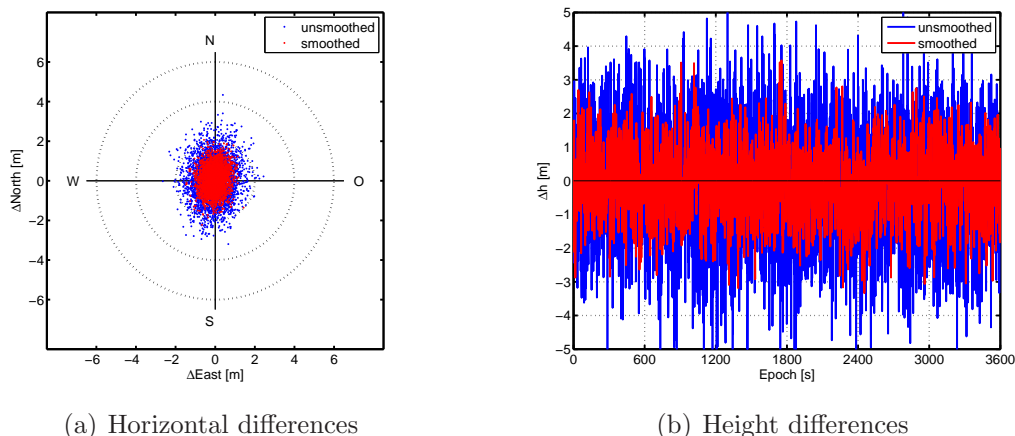 unsmoothed
smoothed
N
W
O
S
6
4
2
0
−2
−4
−6
ΔNorth [m]
−6 −4 −2 0 2 4 6
ΔEast [m]
(a) Horizontal differences
unsmoothed
smoothed
5
4
3
2
1
0
−1
−2
−3
−4
−5
Δh [m]
0 600 1200 1800 2400 3000 3600
Epoch [s]
(b) Height differences